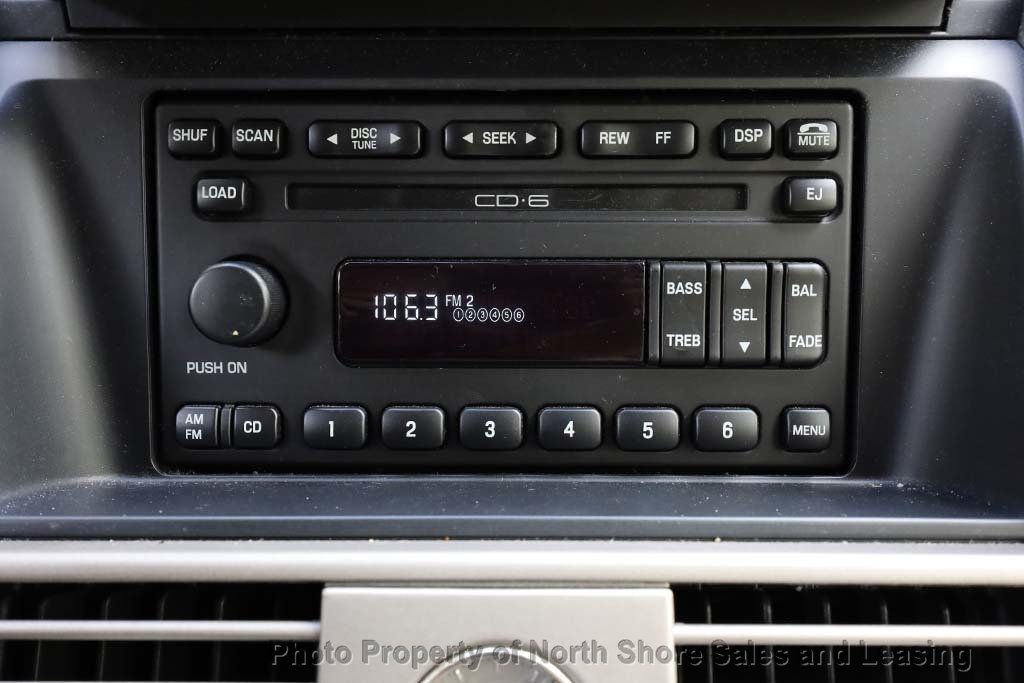 SHUF SCAN DISC TUNE SEEK REW FF DSP MUTE
LOAD CD·6 EJ
106.3 FM 2
①②③④⑤⑥
BASS SEL BAL
TREB FADE
PUSH ON
AM FM CD 1 2 3 4 5 6 MENU
Photo Property of North Shore Sales and Leasing